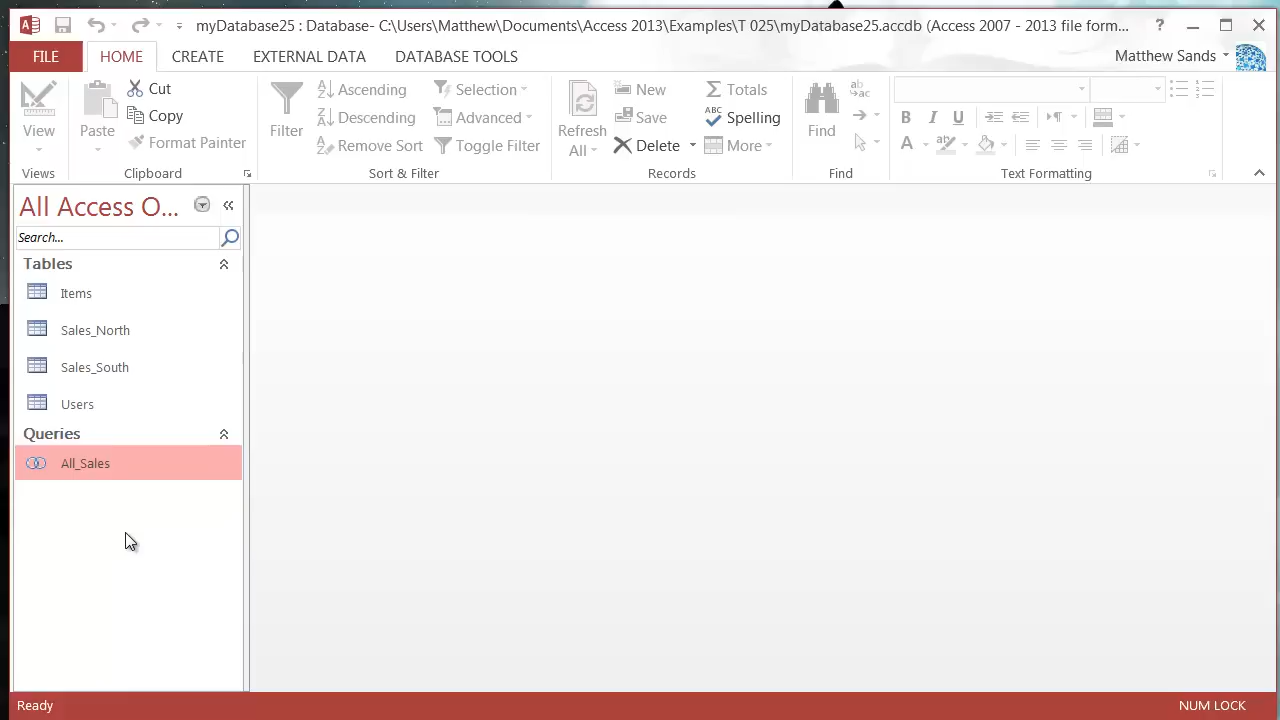 myDatabase25 : Database- C:\Users\Matthew\Documents\Access 2013\Examples\T 01\5\myDatabase25.accdb (Access 2007 - 2013 file form...
FILE HOME CREATE EXTERNAL DATA DATABASE TOOLS Matthew Sands
View
Views
Paste
Cut
Copy
Format Painter
Clipboard
Filter
Ascending
Descending
Remove Sort
Selection
Advanced
Toggle Filter
Sort & Filter
Refresh
All
New
Save
Delete
Totals
Spelling
More
Records
Find
Find
B I U
A
Text Formatting
All Access O...
Search...
Tables
Items
Sales_North
Sales_South
Users
Queries
All_Sales
Ready NUM LOCK